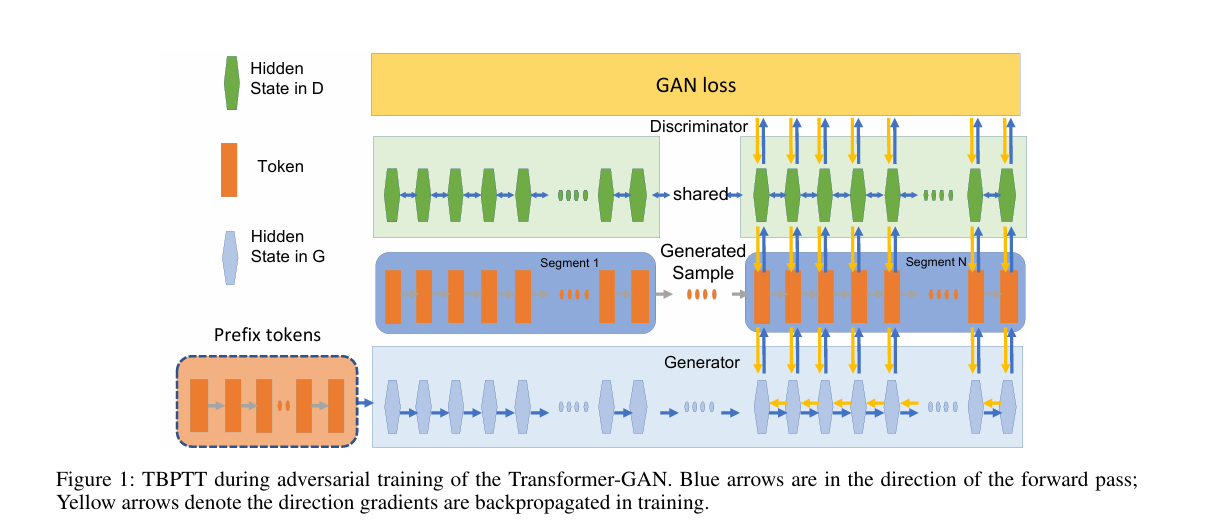 Hidden
State in D
Token
Hidden
State in G
Prefix tokens
GAN loss
Discriminator
shared
Generated
Sample
Segment 1
Segment N
Generator
Figure 1: TBPTT during adversarial training of the Transformer-GAN. Blue arrows are in the direction of the forward pass;
Yellow arrows denote the direction gradients are backpropagated in training.